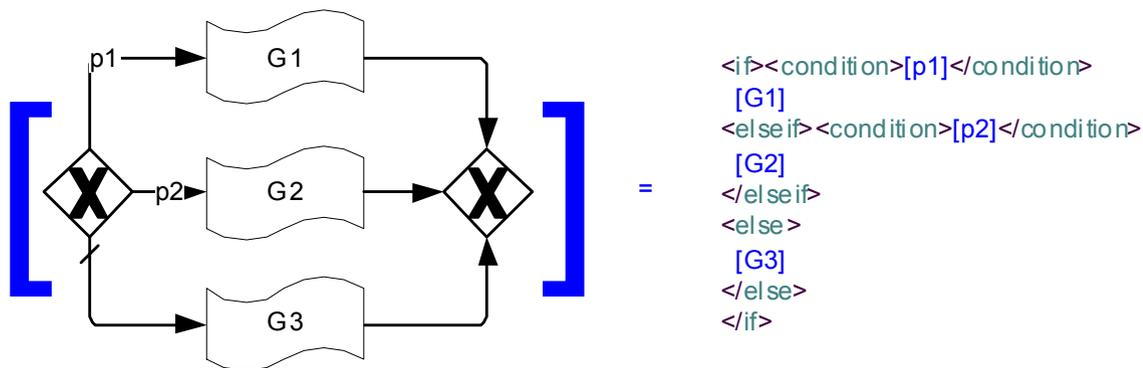 p1
G1
X
p2
G2
X
G3
=
<if><condition>[p1]</condition>
[G1]
<elseif><condition>[p2]</condition>
[G2]
</elseif>
<else>
[G3]
</else>
</if>